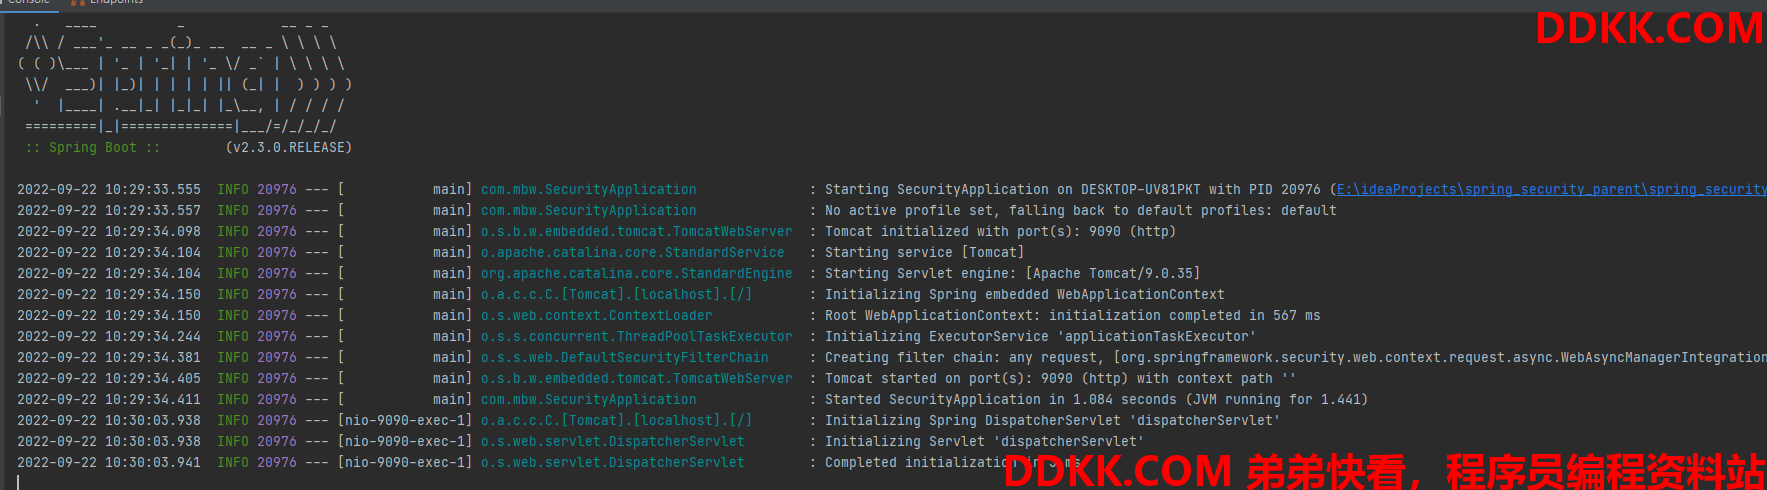 Console Endpoints
DDKK.COM
  .   ____          _            __ _ _
 /\\ / ___'_ __ _ _(_)_ __  __ _ \ \ \ \
( ( )\___ | '_ | '_| | '_ \/ _` | \ \ \ \
 \\/  ___)| |_)| | | | | || (_| |  ) ) ) )
  '  |____| .__|_| |_|_| |_\__, | / / / /
 =========|_|==============|___/=/_/_/_/
 :: Spring Boot ::        (v2.3.0.RELEASE)
2022-09-22 10:29:33.555  INFO 20976 --- [           main] com.mbw.SecurityApplication              : Starting SecurityApplication on DESKTOP-UV81PKT with PID 20976 (E:\ideaProjects\spring_security_parent\spring_security
2022-09-22 10:29:33.557  INFO 20976 --- [           main] com.mbw.SecurityApplication              : No active profile set, falling back to default profiles: default
2022-09-22 10:29:34.098  INFO 20976 --- [           main] o.s.b.w.embedded.tomcat.TomcatWebServer  : Tomcat initialized with port(s): 9090 (http)
2022-09-22 10:29:34.104  INFO 20976 --- [           main] o.apache.catalina.core.StandardService   : Starting service [Tomcat]
2022-09-22 10:29:34.104  INFO 20976 --- [           main] org.apache.catalina.core.StandardEngine  : Starting Servlet engine: [Apache Tomcat/9.0.35]
2022-09-22 10:29:34.150  INFO 20976 --- [           main] o.a.c.c.C.[Tomcat].[localhost].[/]       : Initializing Spring embedded WebApplicationContext
2022-09-22 10:29:34.150  INFO 20976 --- [           main] o.s.web.context.ContextLoader            : Root WebApplicationContext: initialization completed in 567 ms
2022-09-22 10:29:34.244  INFO 20976 --- [           main] o.s.s.concurrent.ThreadPoolTaskExecutor  : Initializing ExecutorService 'applicationTaskExecutor'
2022-09-22 10:29:34.381  INFO 20976 --- [           main] o.s.s.web.DefaultSecurityFilterChain     : Creating filter chain: any request, [org.springframework.security.web.context.request.async.WebAsyncManagerIntegration
2022-09-22 10:29:34.405  INFO 20976 --- [           main] o.s.b.w.embedded.tomcat.TomcatWebServer  : Tomcat started on port(s): 9090 (http) with context path ''
2022-09-22 10:29:34.411  INFO 20976 --- [           main] com.mbw.SecurityApplication              : Started SecurityApplication in 1.084 seconds (JVM running for 1.441)
2022-09-22 10:30:03.938  INFO 20976 --- [nio-9090-exec-1] o.a.c.c.C.[Tomcat].[localhost].[/]       : Initializing Spring DispatcherServlet 'dispatcherServlet'
2022-09-22 10:30:03.938  INFO 20976 --- [nio-9090-exec-1] o.s.web.servlet.DispatcherServlet        : Initializing Servlet 'dispatcherServlet'
2022-09-22 10:30:03.941  INFO 20976 --- [nio-9090-exec-1] o.s.web.servlet.DispatcherServlet        : Completed initialization in 3 ms
DDKK.COM 弟弟快看，程序员编程资料站